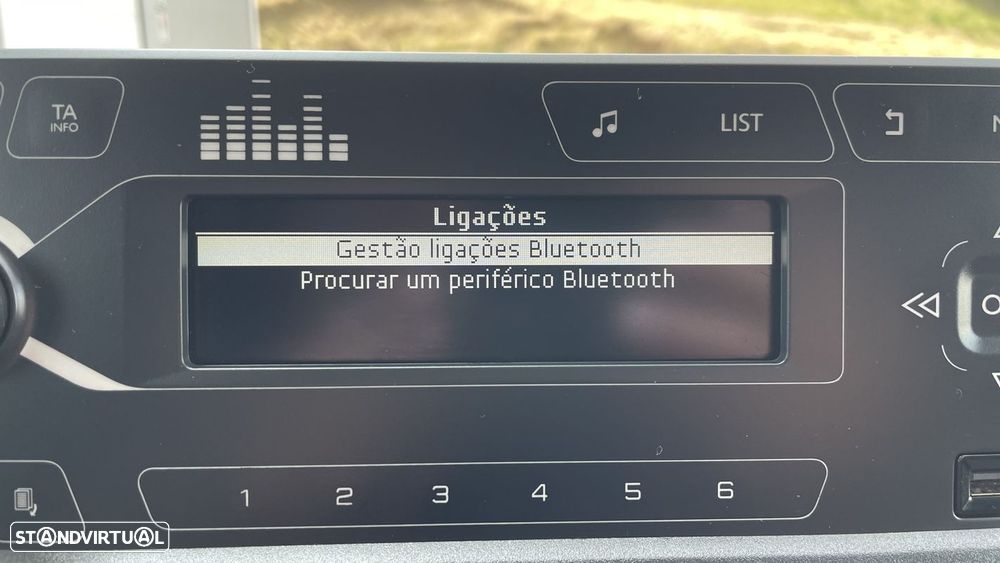 TA
INFO
LIST
Ligações
Gestão ligações Bluetooth
Procurar um periférico Bluetooth
1 2 3 4 5 6
STANDVIRTUAL